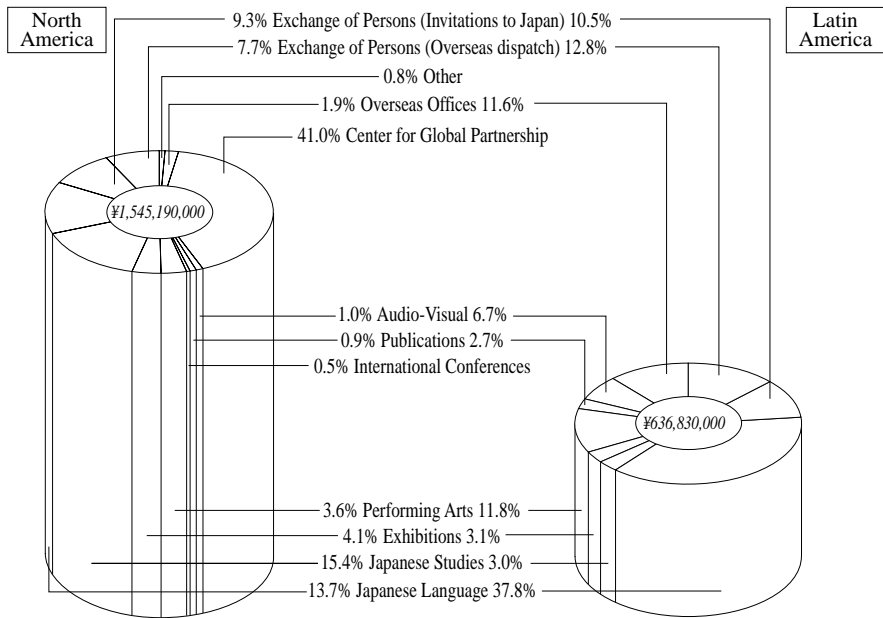 North
America
Latin
America
9.3% Exchange of Persons (Invitations to Japan) 10.5%
7.7% Exchange of Persons (Overseas dispatch) 12.8%
0.8% Other
1.9% Overseas Offices 11.6%
41.0% Center for Global Partnership
¥1,545,190,000
1.0% Audio-Visual 6.7%
0.9% Publications 2.7%
0.5% International Conferences
¥636,830,000
3.6% Performing Arts 11.8%
4.1% Exhibitions 3.1%
15.4% Japanese Studies 3.0%
13.7% Japanese Language 37.8%